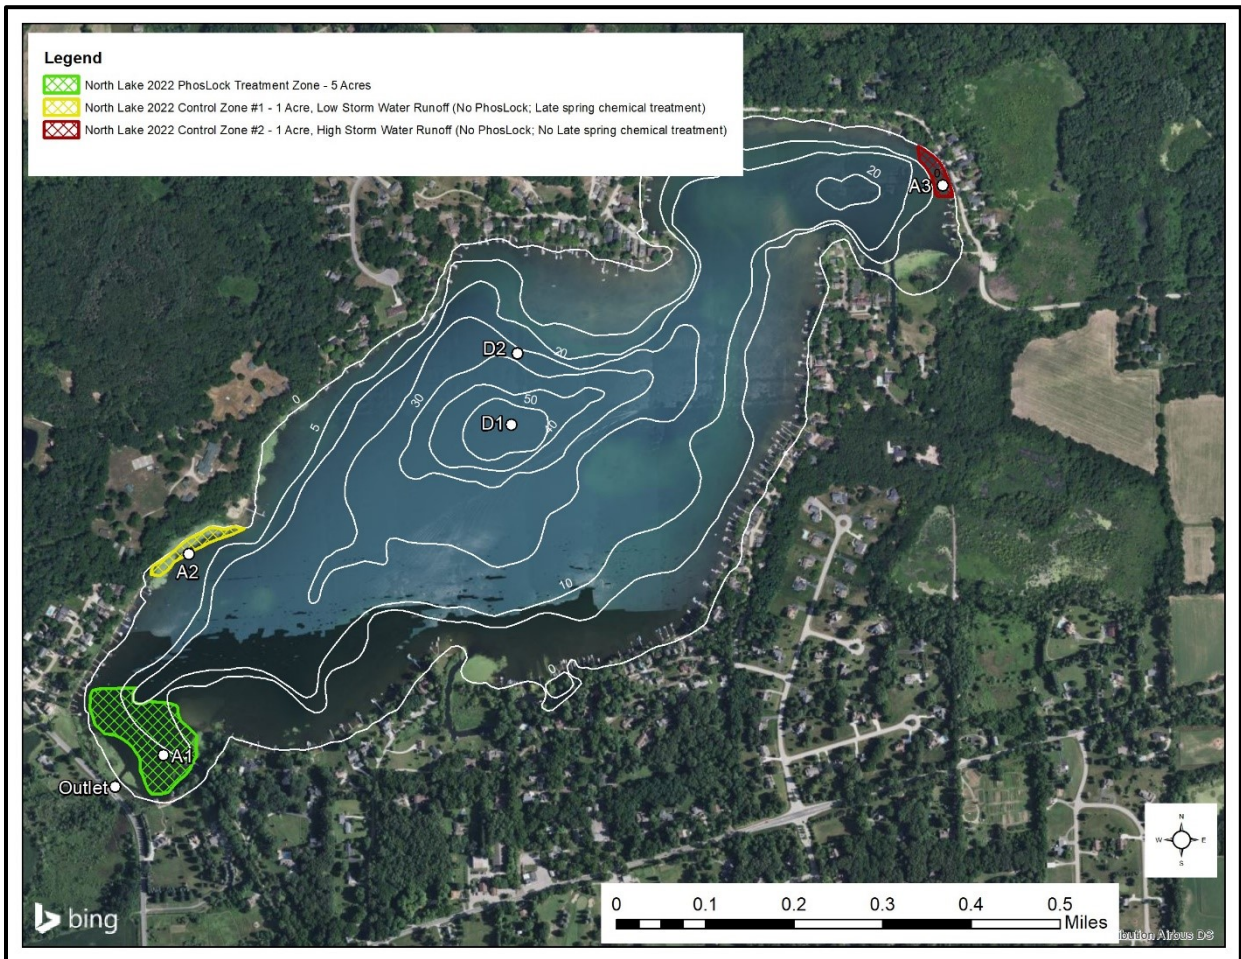 Legend
North Lake 2022 PhosLock Treatment Zone - 5 Acres
North Lake 2022 Control Zone #1 - 1 Acre, Low Storm Water Runoff (No PhosLock; Late spring chemical treatment)
North Lake 2022 Control Zone #2 - 1 Acre, High Storm Water Runoff (No PhosLock; No Late spring chemical treatment)
20
0
A3
D2
20
50
30
0
5
D1
40
A2
10
0
A1
Outlet
N
W E
S
0 0.1 0.2 0.3 0.4 0.5
Miles
bing
Airbus DS